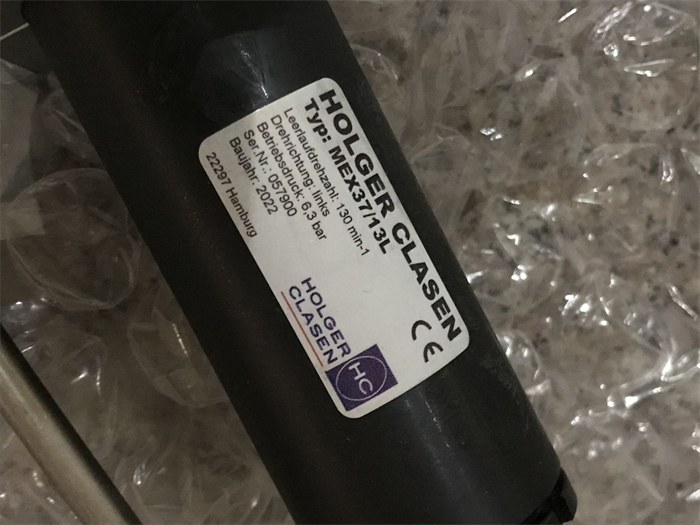 HOLGER CLASEN
Typ: MEX37/13L
Leerlaufdrehzahl: 130 min-1
Drehrichtung: links
Betriebsdruck: 6,3 bar
Ser.Nr.: 057900
Baujahr: 2022
22297 Hamburg
CE
HOLGER
CLASEN
HC